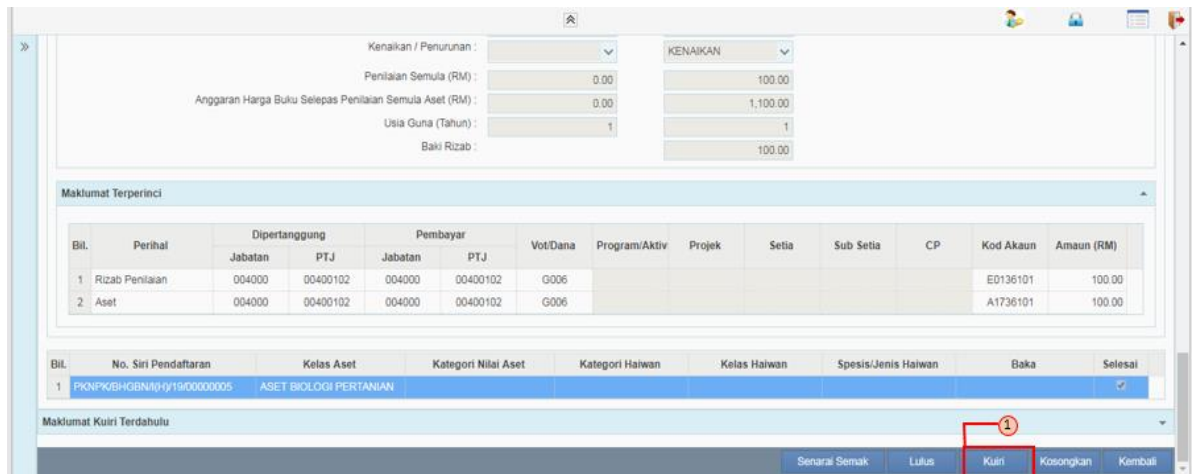 Kenaikan / Penurunan : KENAIKAN
Penilaian Semula (RM) : 0.00 100.00
Anggaran Harga Buku Selepas Penilaian Semula Aset (RM) : 0.00 1,100.00
Usia Guna (Tahun) : 1 1
Baki Rizab : 100.00
Maklumat Terperinci
Bil. Perihal Dipertanggung Pembayar Vot/Dana Program/Aktiv Projek Setia Sub Setia CP Kod Akaun Amaun (RM)
Jabatan PTJ Jabatan PTJ
1 Rizab Penilaian 004000 00400102 004000 00400102 G006 E0136101 100.00
2 Aset 004000 00400102 004000 00400102 G006 A1736101 100.00
Bil. No. Siri Pendaftaran Kelas Aset Kategori Nilai Aset Kategori Haiwan Kelas Haiwan Spesis/Jenis Haiwan Baka Selesai
1 PKNPK/BHGBN/I(H)/19/00000005 ASET BIOLOGI PERTANIAN
Maklumat Kuiri Terdahulu
1
Senarai Semak Lulus Kuiri Kosongkan Kembali